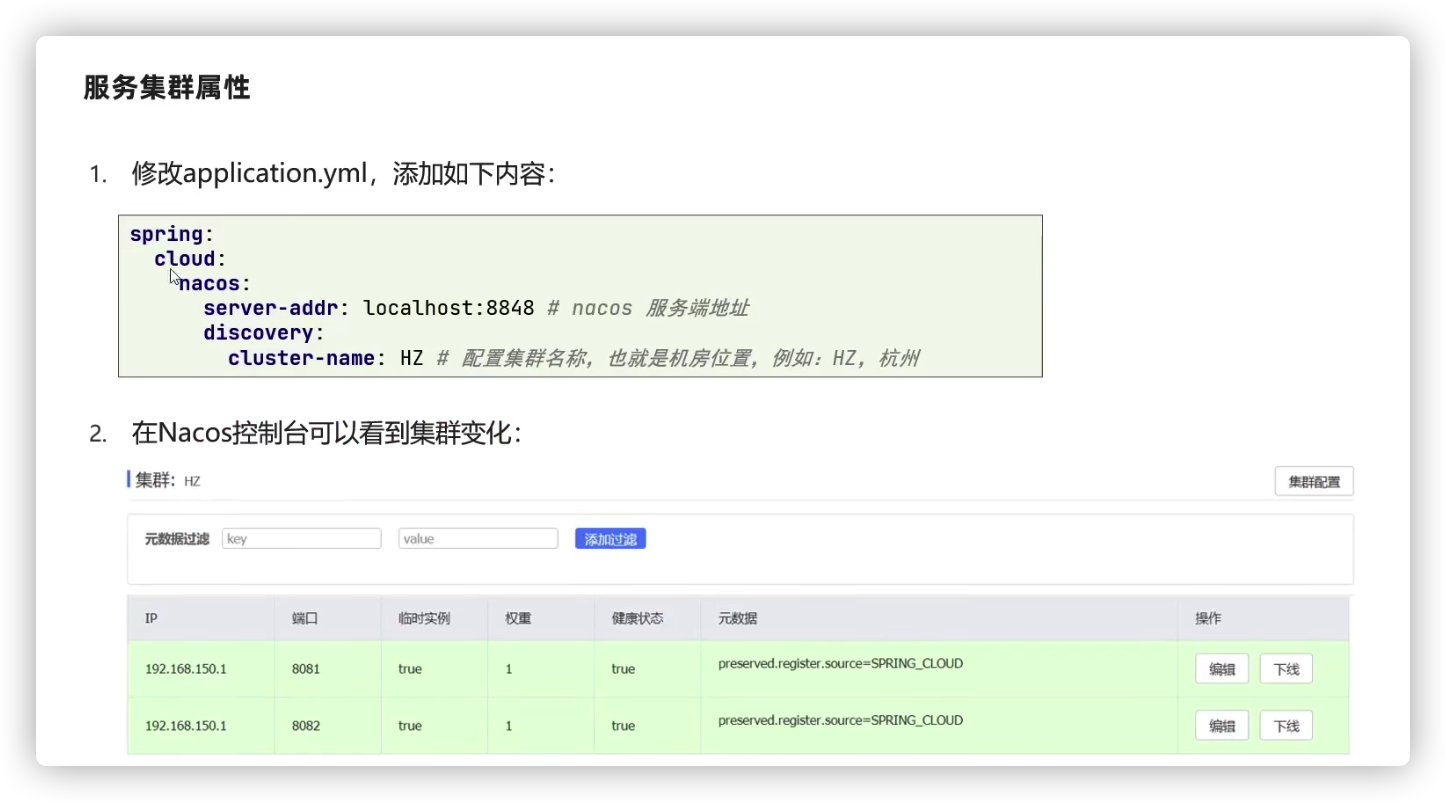 服务集群属性
1. 修改application.yml，添加如下内容：
spring:
cloud:
nacos:
server-addr: localhost:8848 # nacos 服务端地址
discovery:
cluster-name: HZ # 配置集群名称，也就是机房位置，例如：HZ，杭州
2. 在Nacos控制台可以看到集群变化：
集群： HZ 集群配置
元数据过滤 key value 添加过滤
IP 端口 临时实例 权重 健康状态 元数据 操作
192.168.150.1 8081 true 1 true preserved.register.source=SPRING_CLOUD 编辑 下线
192.168.150.1 8082 true 1 true preserved.register.source=SPRING_CLOUD 编辑 下线